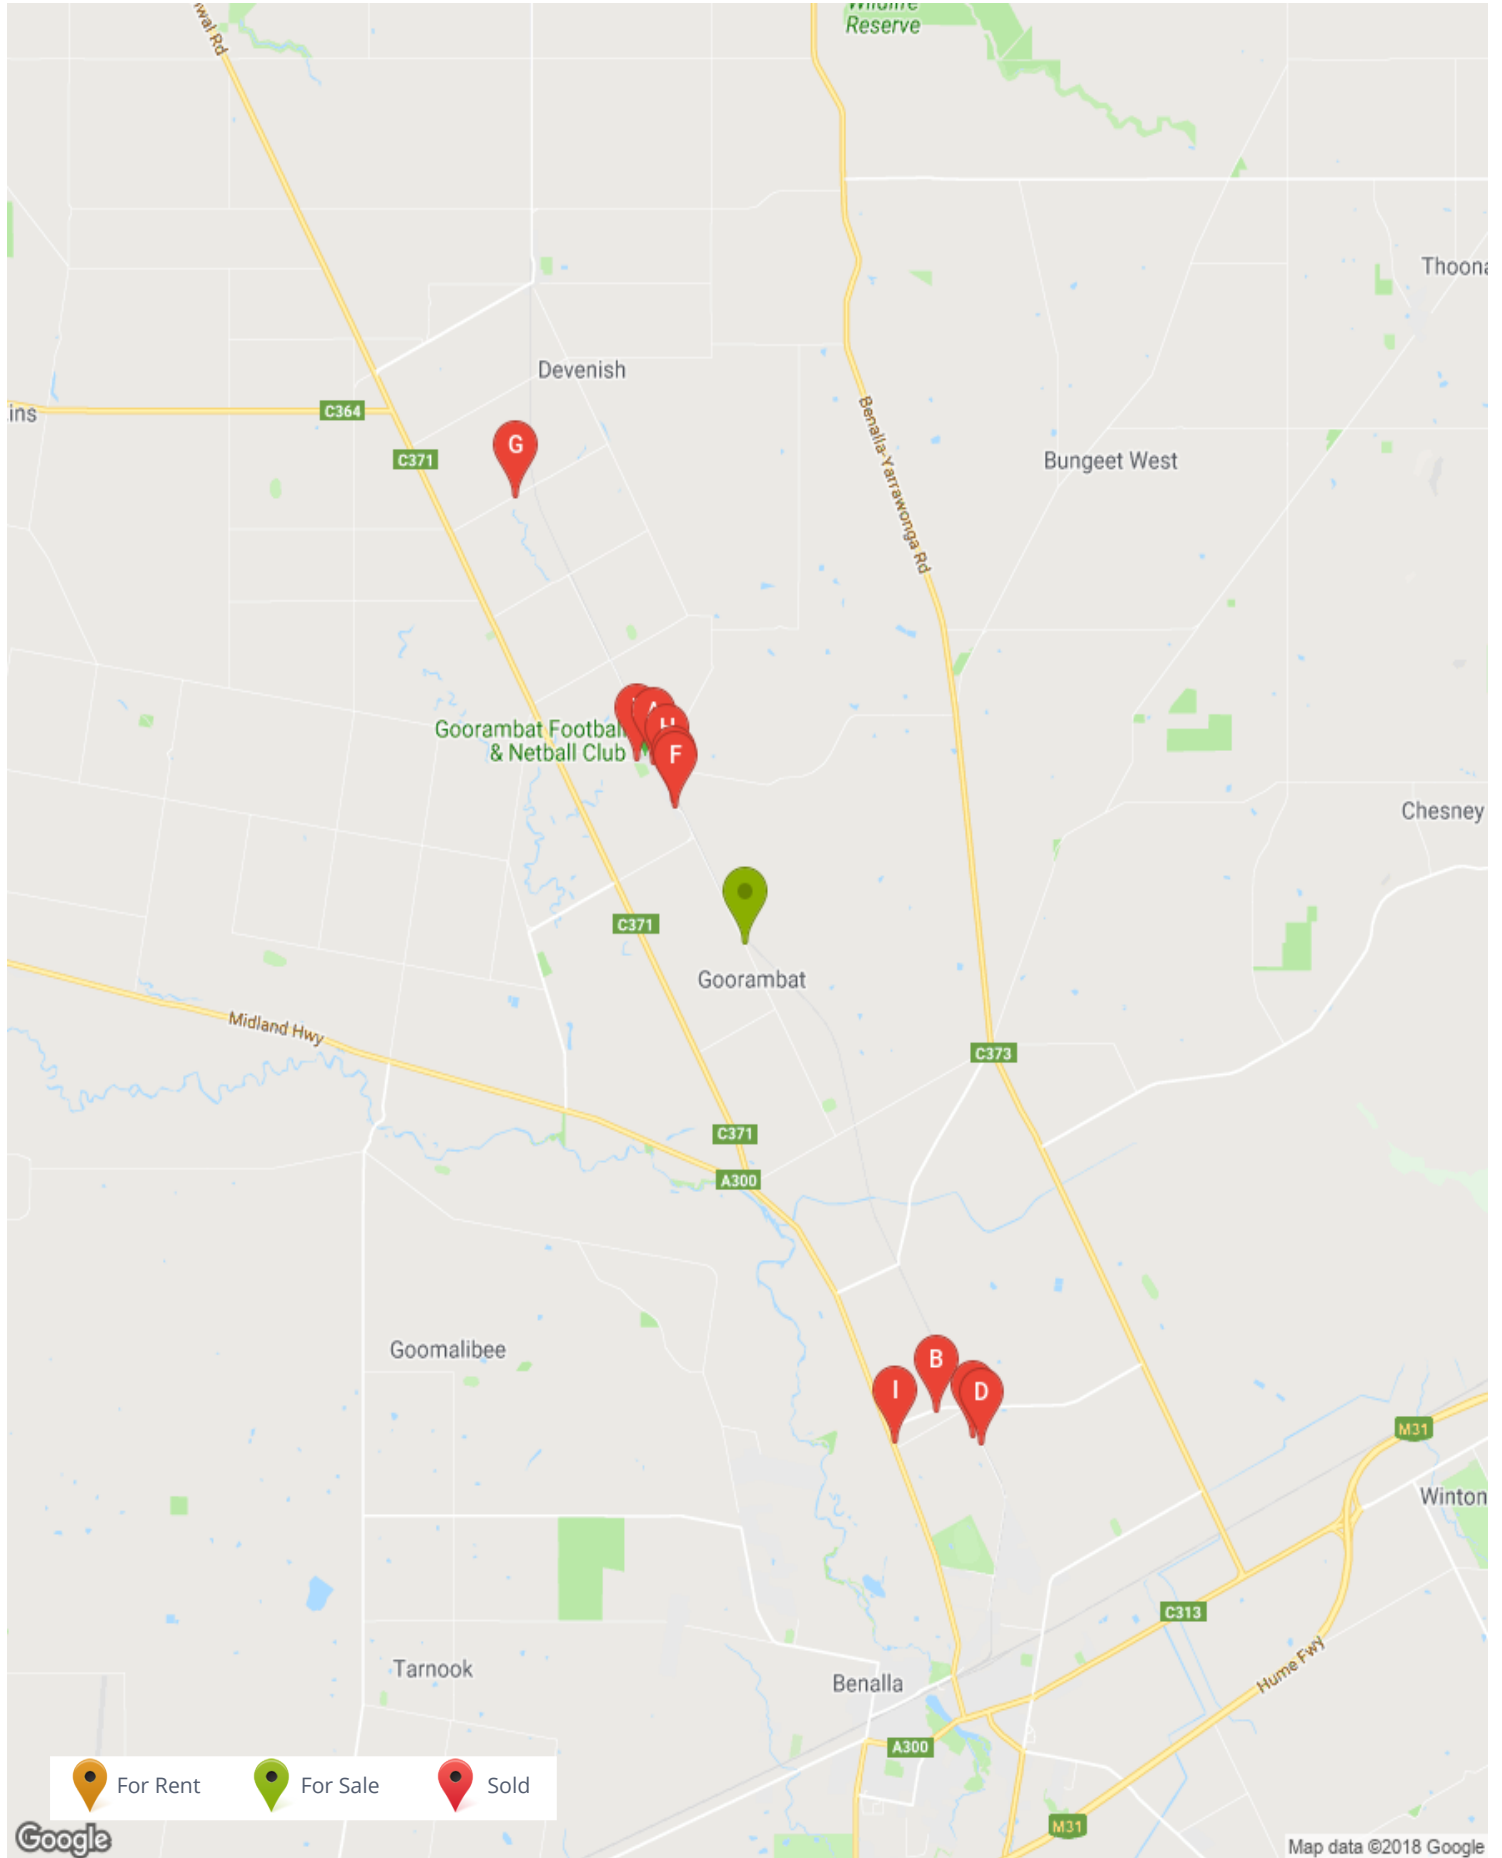 Reserve
Thoona
Devenish
C364
C371
G
Bungeet West
Benalla-Yarrawonga Rd
A
H
Goorambat Football
& Netball Club
F
Chesney
C371
Goorambat
Midland Hwy
C373
C371
A300
Goomalibee
B
I
D
M31
Winton
C313
Tarnook
Hume Fwy
Benalla
A300
For Rent
For Sale
Sold
M31
Google
Map data ©2018 Google